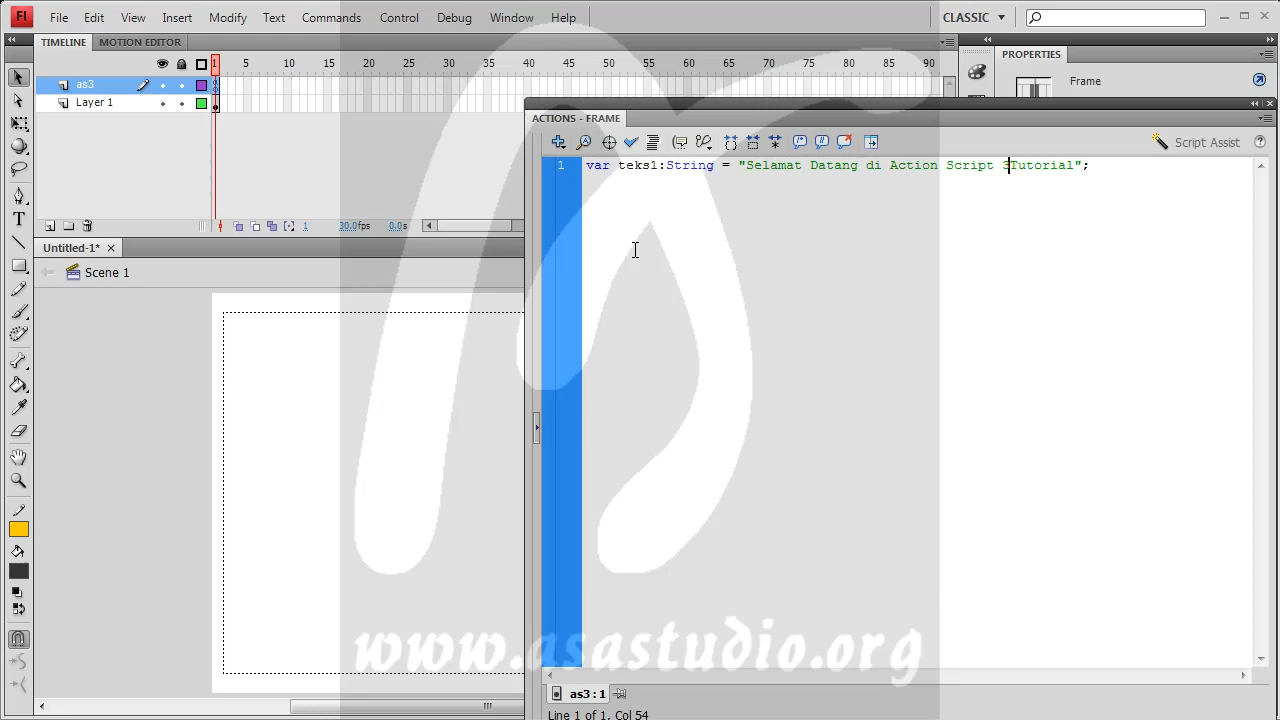 File Edit View Insert Modify Text Commands Control Debug Window Help CLASSIC
TIMELINE MOTION EDITOR
PROPERTIES
1 5 10 15 20 25 30 35 40 45 50 55 60 65 70 75 80 85 90
Frame
as3
Layer 1
ACTIONS - FRAME
Script Assist
1 var teks1:String = "Selamat Datang di Action Script 3Tutorial";
1 30.0fps 0.0s
Untitled-1*
Scene 1
www.asastudio.org
as3:1
Line 1 of 1, Col 54